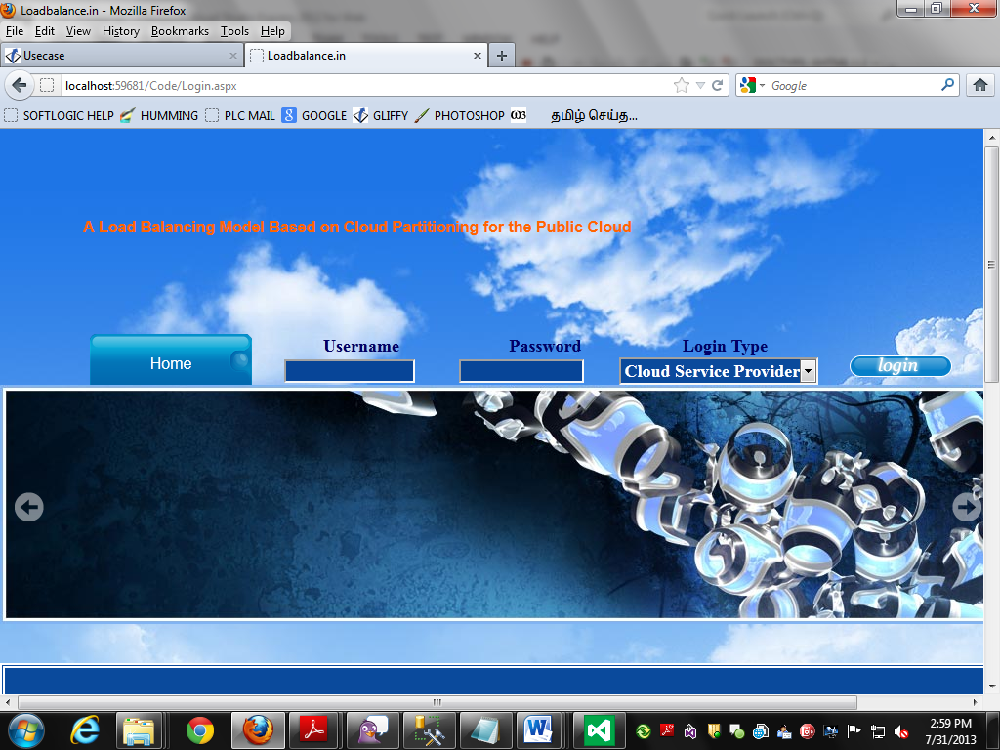 Loadbalance.in - Mozilla Firefox
File Edit View History Bookmarks Tools Help
Usecase
Loadbalance.in
localhost:59681/Code/Login.aspx
Google
SOFTLOGIC HELP HUMMING PLC MAIL GOOGLE GLIFFY PHOTOSHOP தமிழ் செய்த...
A Load Balancing Model Based on Cloud Partitioning for the Public Cloud
Username Password Login Type
Home Cloud Service Provider login
2:59 PM
7/31/2013